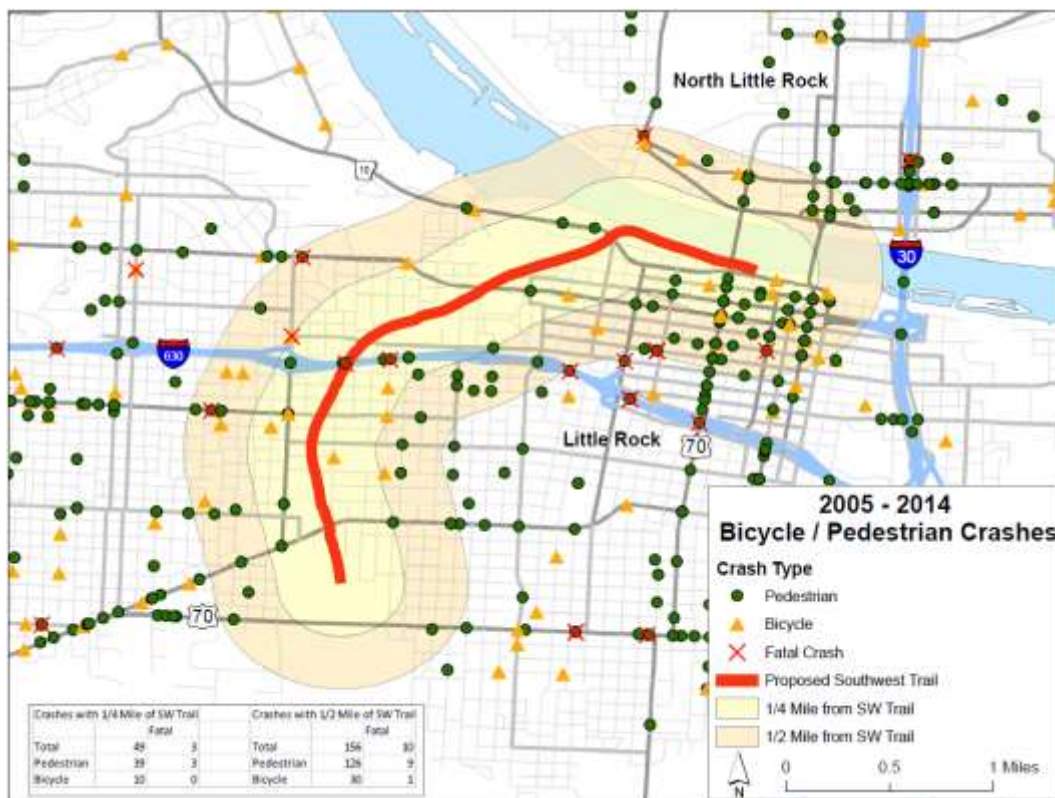 North Little Rock
10
30
630
Little Rock
70
70
2005 - 2014
Bicycle / Pedestrian Crashes
Crash Type
Pedestrian
Bicycle
Fatal Crash
Proposed Southwest Trail
1/4 Mile from SW Trail
1/2 Mile from SW Trail
N
0 0.5 1 Miles
Crashes with 1/4 Mile of SW Trail
Fatal
Total 49 3
Pedestrian 39 3
Bicycle 10 0
Crashes with 1/2 Mile of SW Trail
Fatal
Total 156 10
Pedestrian 126 9
Bicycle 30 1